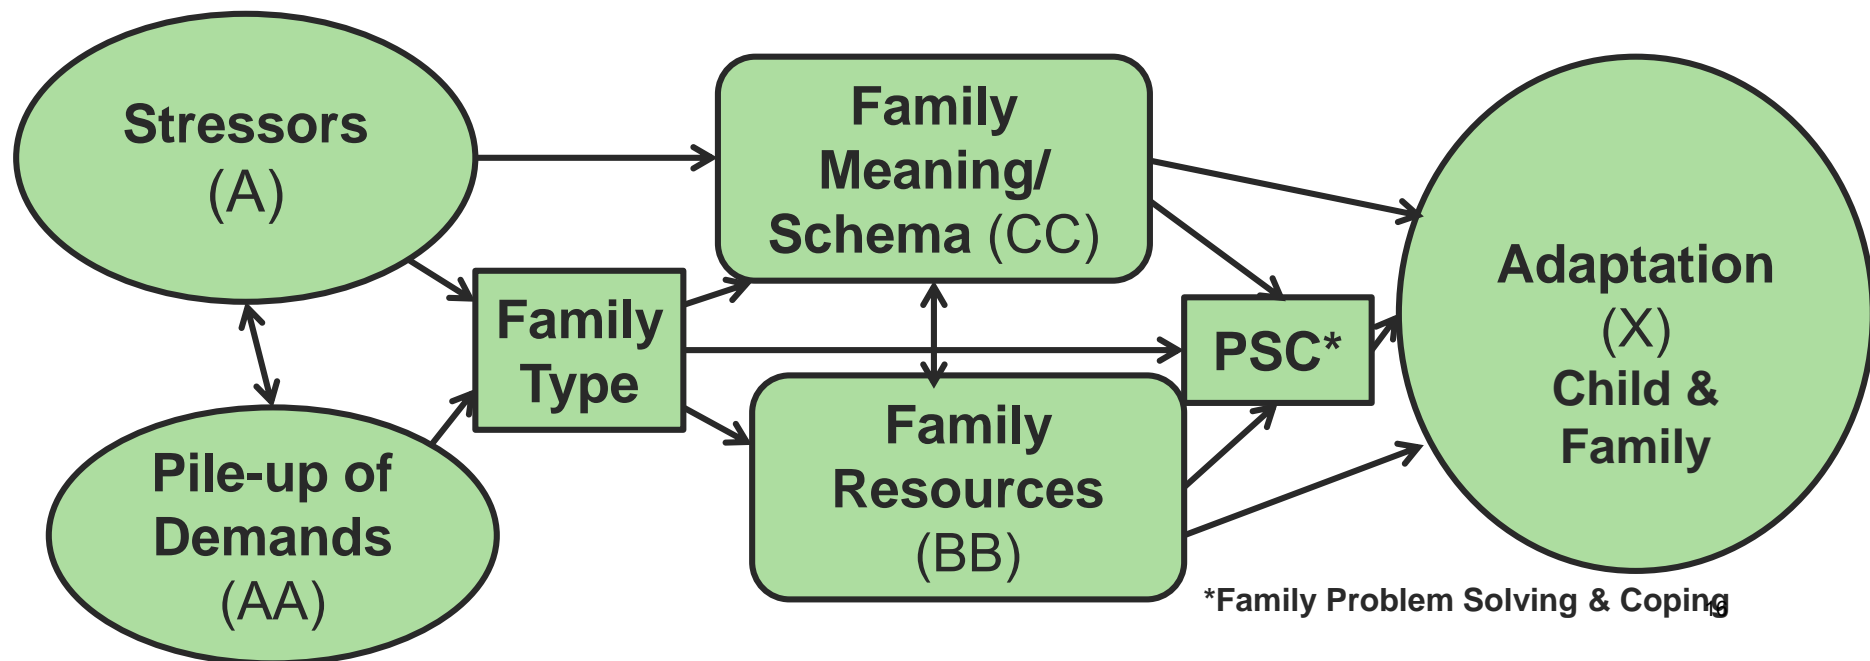 Stressors
(A)
Family
Meaning/
Schema (CC)
Family
Type
PSC*
Adaptation
(X)
Child &
Family
Pile-up of
Demands
(AA)
Family
Resources
(BB)
*Family Problem Solving & Coping
16